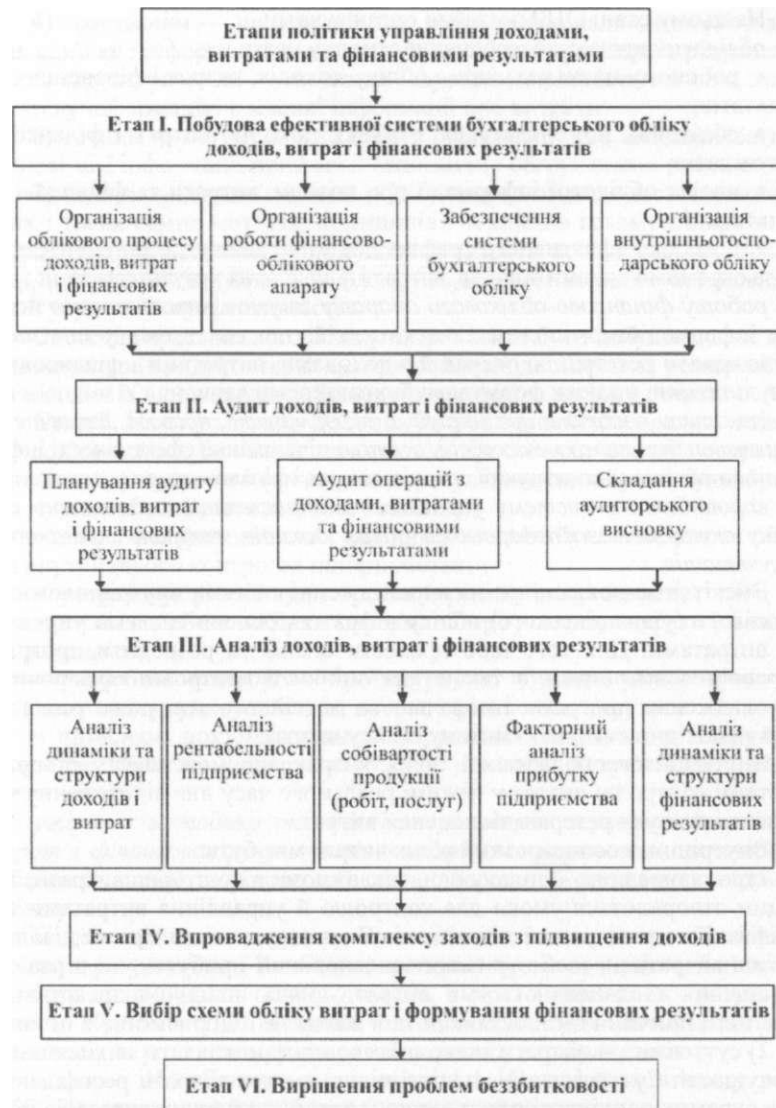 Етапи політики управління доходами,
витратами та фінансовими результатами
Етап I. Побудова ефективної системи бухгалтерського обліку
доходів, витрат і фінансових результатів
Організація
облікового процесу
доходів
і фінансових
результатів
Організація
роботи фінансово-
облікового
апарату
Забезпечення
системи
бухгалтерського
обліку
Організація
внутрішньогоспо-
дарського обліку
Етап II. Аудит доходів, витрат і фінансових результатів
Планування аудиту
доходів, витрат
і фінансових
результатів
Аудит операцій з
доходами, витратами
та фінансовими
результатами
Складання
аудиторського
висновку
Етап III. Аналіз доходів, витрат і фінансових результатів
Аналіз
динаміки та
структури
доходів і
витрат
Аналіз
рентабельності
підприємства
Аналіз
собівартості
продукції
(робіт, послуг)
Факторний
аналіз
прибутку
підприємства
Аналіз
динаміки та
структури
фінансових
результатів
Етап IV. Впровадження комплексу заходів з підвищення доходів
Етап V. Вибір схеми обліку витрат і формування фінансових результатів
Етап VI. Вирішення проблем беззбитковості